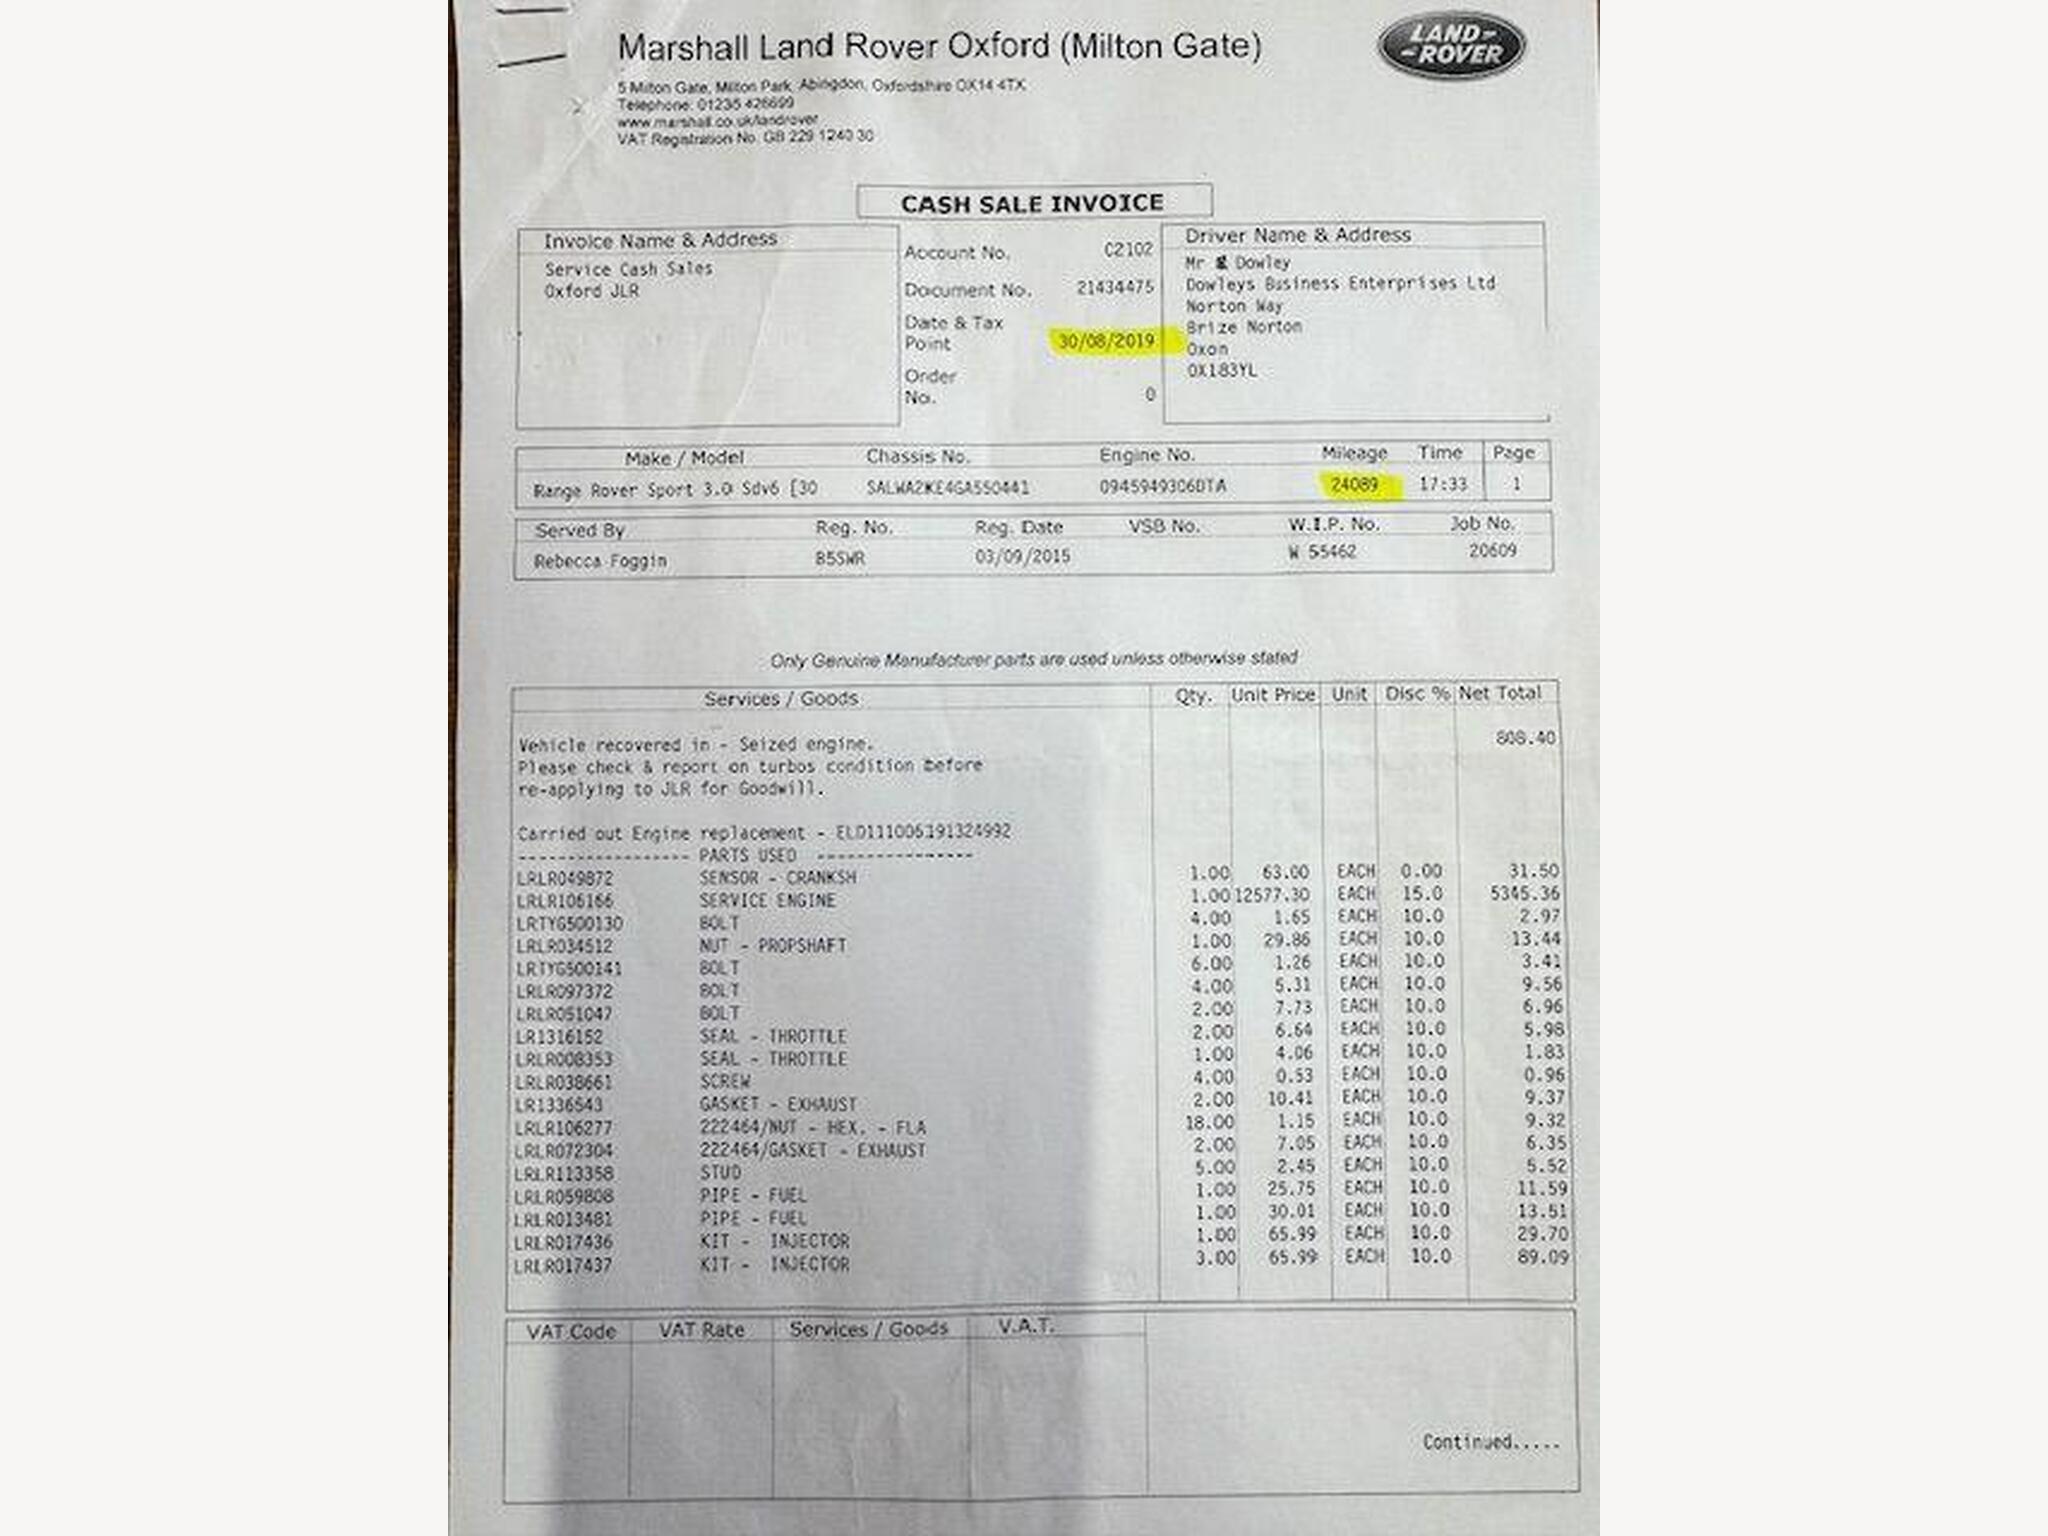 Marshall Land Rover Oxford (Milton Gate)
LAND-
-ROVER
5 Milton Gate, Milton Park, Abingdon, Oxfordshire OX14 4TX
Telephone: 01235 426699
www.marshall.co.uk/landrover
VAT Registration No. GB 229 1240 30
CASH SALE INVOICE
Invoice Name & Address
Service Cash Sales
Oxford JLR
Account No. C2102
Document No. 21434475
Date & Tax
Point 30/08/2019
Order
No. 0
Driver Name & Address
Mr Dowley
Dowleys Business Enterprises Ltd
Norton Way
Brize Norton
Oxon
OX183YL
Make / Model Chassis No. Engine No. Mileage Time Page
Range Rover Sport 3.0 Sdv6 [30 SALWA2KE4GA550441 0945949306DTA 24089 17:33 1
Served By Reg. No. Reg. Date VSB No. W.I.P. No. Job No.
Rebecca Foggin B5SWR 03/09/2015 W 55462 20609
Only Genuine Manufacturer parts are used unless otherwise stated
Services / Goods Qty. Unit Price Unit Disc % Net Total
Vehicle recovered in - Seized engine. 808.40
Please check & report on turbos condition before
re-applying to JLR for Goodwill.
Carried out Engine replacement - ELD111006191324992
------------------ PARTS USED ----------------
LRLR049872 SENSOR - CRANKSH 1.00 63.00 EACH 0.00 31.50
LRLR106166 SERVICE ENGINE 1.00 12577.30 EACH 15.0 5345.36
LRTYG500130 BOLT 4.00 1.65 EACH 10.0 2.97
LRLR034512 NUT - PROPSHAFT 1.00 29.86 EACH 10.0 13.44
LRTYG500141 BOLT 6.00 1.26 EACH 10.0 3.41
LRLR097372 BOLT 4.00 5.31 EACH 10.0 9.56
LRLR051047 BOLT 2.00 7.73 EACH 10.0 6.96
LR1316152 SEAL - THROTTLE 2.00 6.64 EACH 10.0 5.98
LRLR008353 SEAL - THROTTLE 1.00 4.06 EACH 10.0 1.83
LRLR038661 SCREW 4.00 0.53 EACH 10.0 0.96
LR1336543 GASKET - EXHAUST 2.00 10.41 EACH 10.0 9.37
LRLR106277 222464/NUT - HEX. - FLA 18.00 1.15 EACH 10.0 9.32
LRLR072304 222464/GASKET - EXHAUST 2.00 7.05 EACH 10.0 6.35
LRLR113358 STUD 5.00 2.45 EACH 10.0 5.52
LRLR059808 PIPE - FUEL 1.00 25.75 EACH 10.0 11.59
LRLR013481 PIPE - FUEL 1.00 30.01 EACH 10.0 13.51
LRLR017436 KIT - INJECTOR 1.00 65.99 EACH 10.0 29.70
LRLR017437 KIT - INJECTOR 3.00 65.99 EACH 10.0 89.09
VAT Code VAT Rate Services / Goods V.A.T.
Continued.....